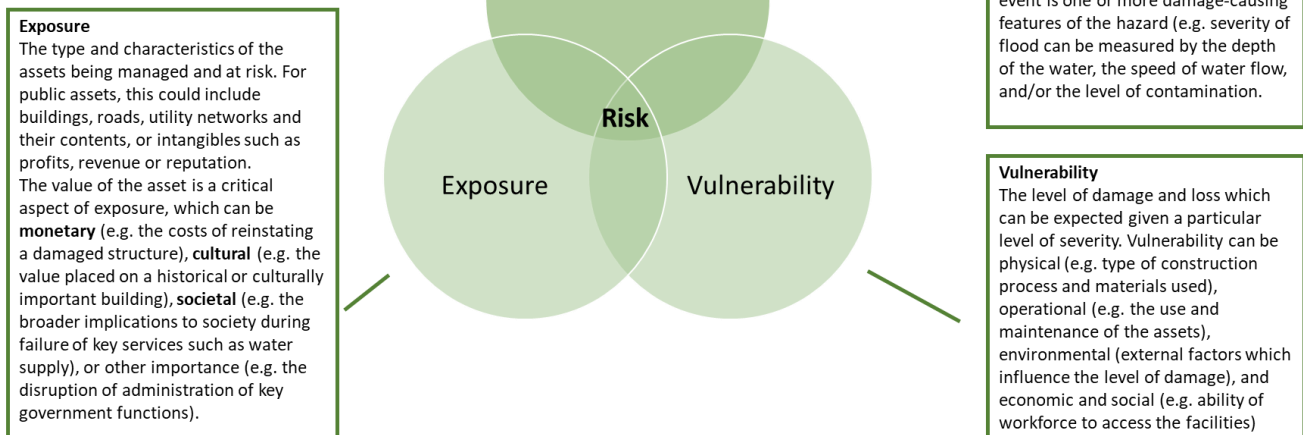 Exposure
The type and characteristics of the
assets being managed and at risk. For
public assets, this could include
buildings, roads, utility networks and
their contents, or intangibles such as
profits, revenue or reputation.
The value of the asset is a critical
aspect of exposure, which can be
monetary (e.g. the costs of reinstating
a damaged structure), cultural (e.g. the
value placed on a historical or culturally
important building), societal (e.g. the
broader implications to society during
failure of key services such as water
supply), or other importance (e.g. the
disruption of administration of key
government functions).
Risk
Exposure
Vulnerability
event is one or more damage-causing
features of the hazard (e.g. severity of
flood can be measured by the depth
of the water, the speed of water flow,
and/or the level of contamination.
Vulnerability
The level of damage and loss which
can be expected given a particular
level of severity. Vulnerability can be
physical (e.g. type of construction
process and materials used),
operational (e.g. the use and
maintenance of the assets),
environmental (external factors which
influence the level of damage), and
economic and social (e.g. ability of
workforce to access the facilities)